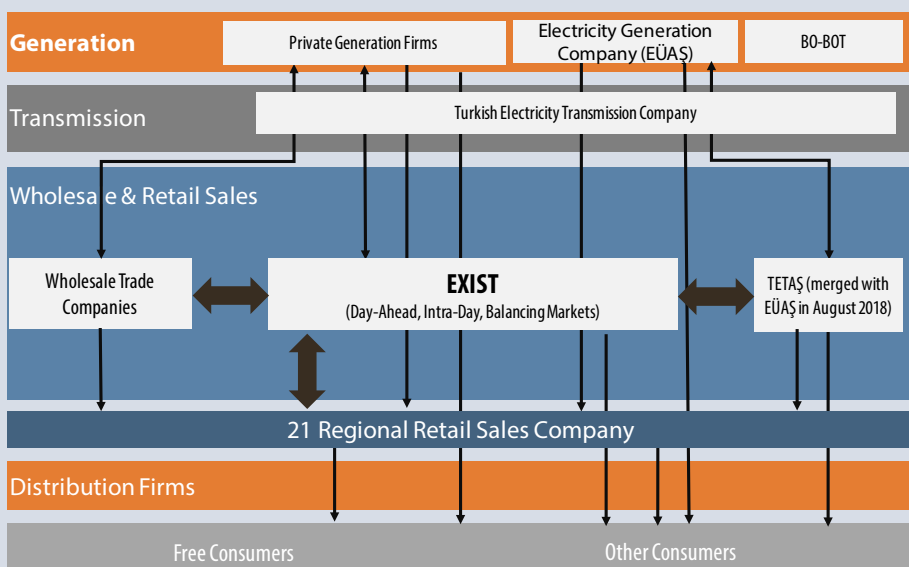 Generation
Private Generation Firms
Electricity Generation
Company (EÜAŞ)
BO-BOT
Transmission
Turkish Electricity Transmission Company
Wholesale & Retail Sales
Wholesale Trade
Companies
EXIST
(Day-Ahead, Intra-Day, Balancing Markets)
TETAŞ (merged with
EÜAŞ in August 2018)
21 Regional Retail Sales Company
Distribution Firms
Free Consumers
Other Consumers